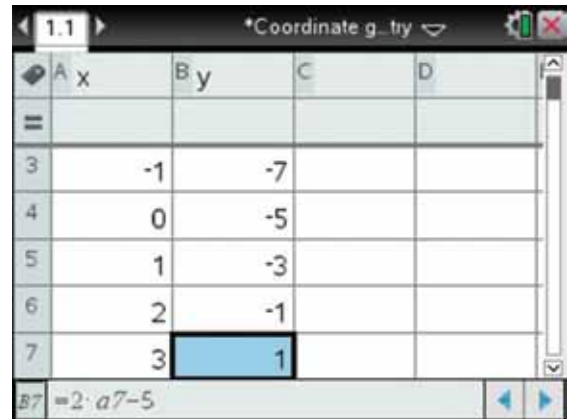 1.1 *Coordinate g...try
A x B y C D
=
3 -1 -7
4 0 -5
5 1 -3
6 2 -1
7 3 1
B7 =2·a7-5